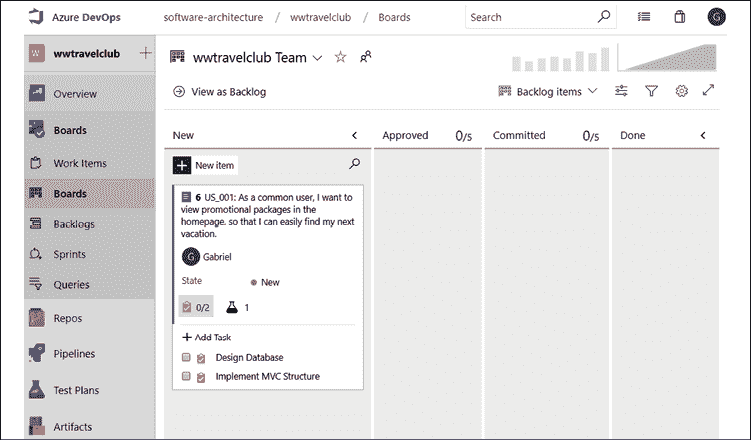 Azure DevOps
software-architecture / wwtravelclub / Boards
Search
G
W wwtravelclub +
wwtravelclub Team
Overview
View as Backlog
Backlog items
Boards
New
Approved 0/5
Committed 0/5
Done
Work Items
New item
Boards
6 US_001: As a common user, I want to
view promotional packages in the
homepage. so that I can easily find my next
vacation.
Backlogs
Sprints
G Gabriel
Queries
State New
Repos
0/2 1
Pipelines
+ Add Task
Design Database
Test Plans
Implement MVC Structure
Artifacts